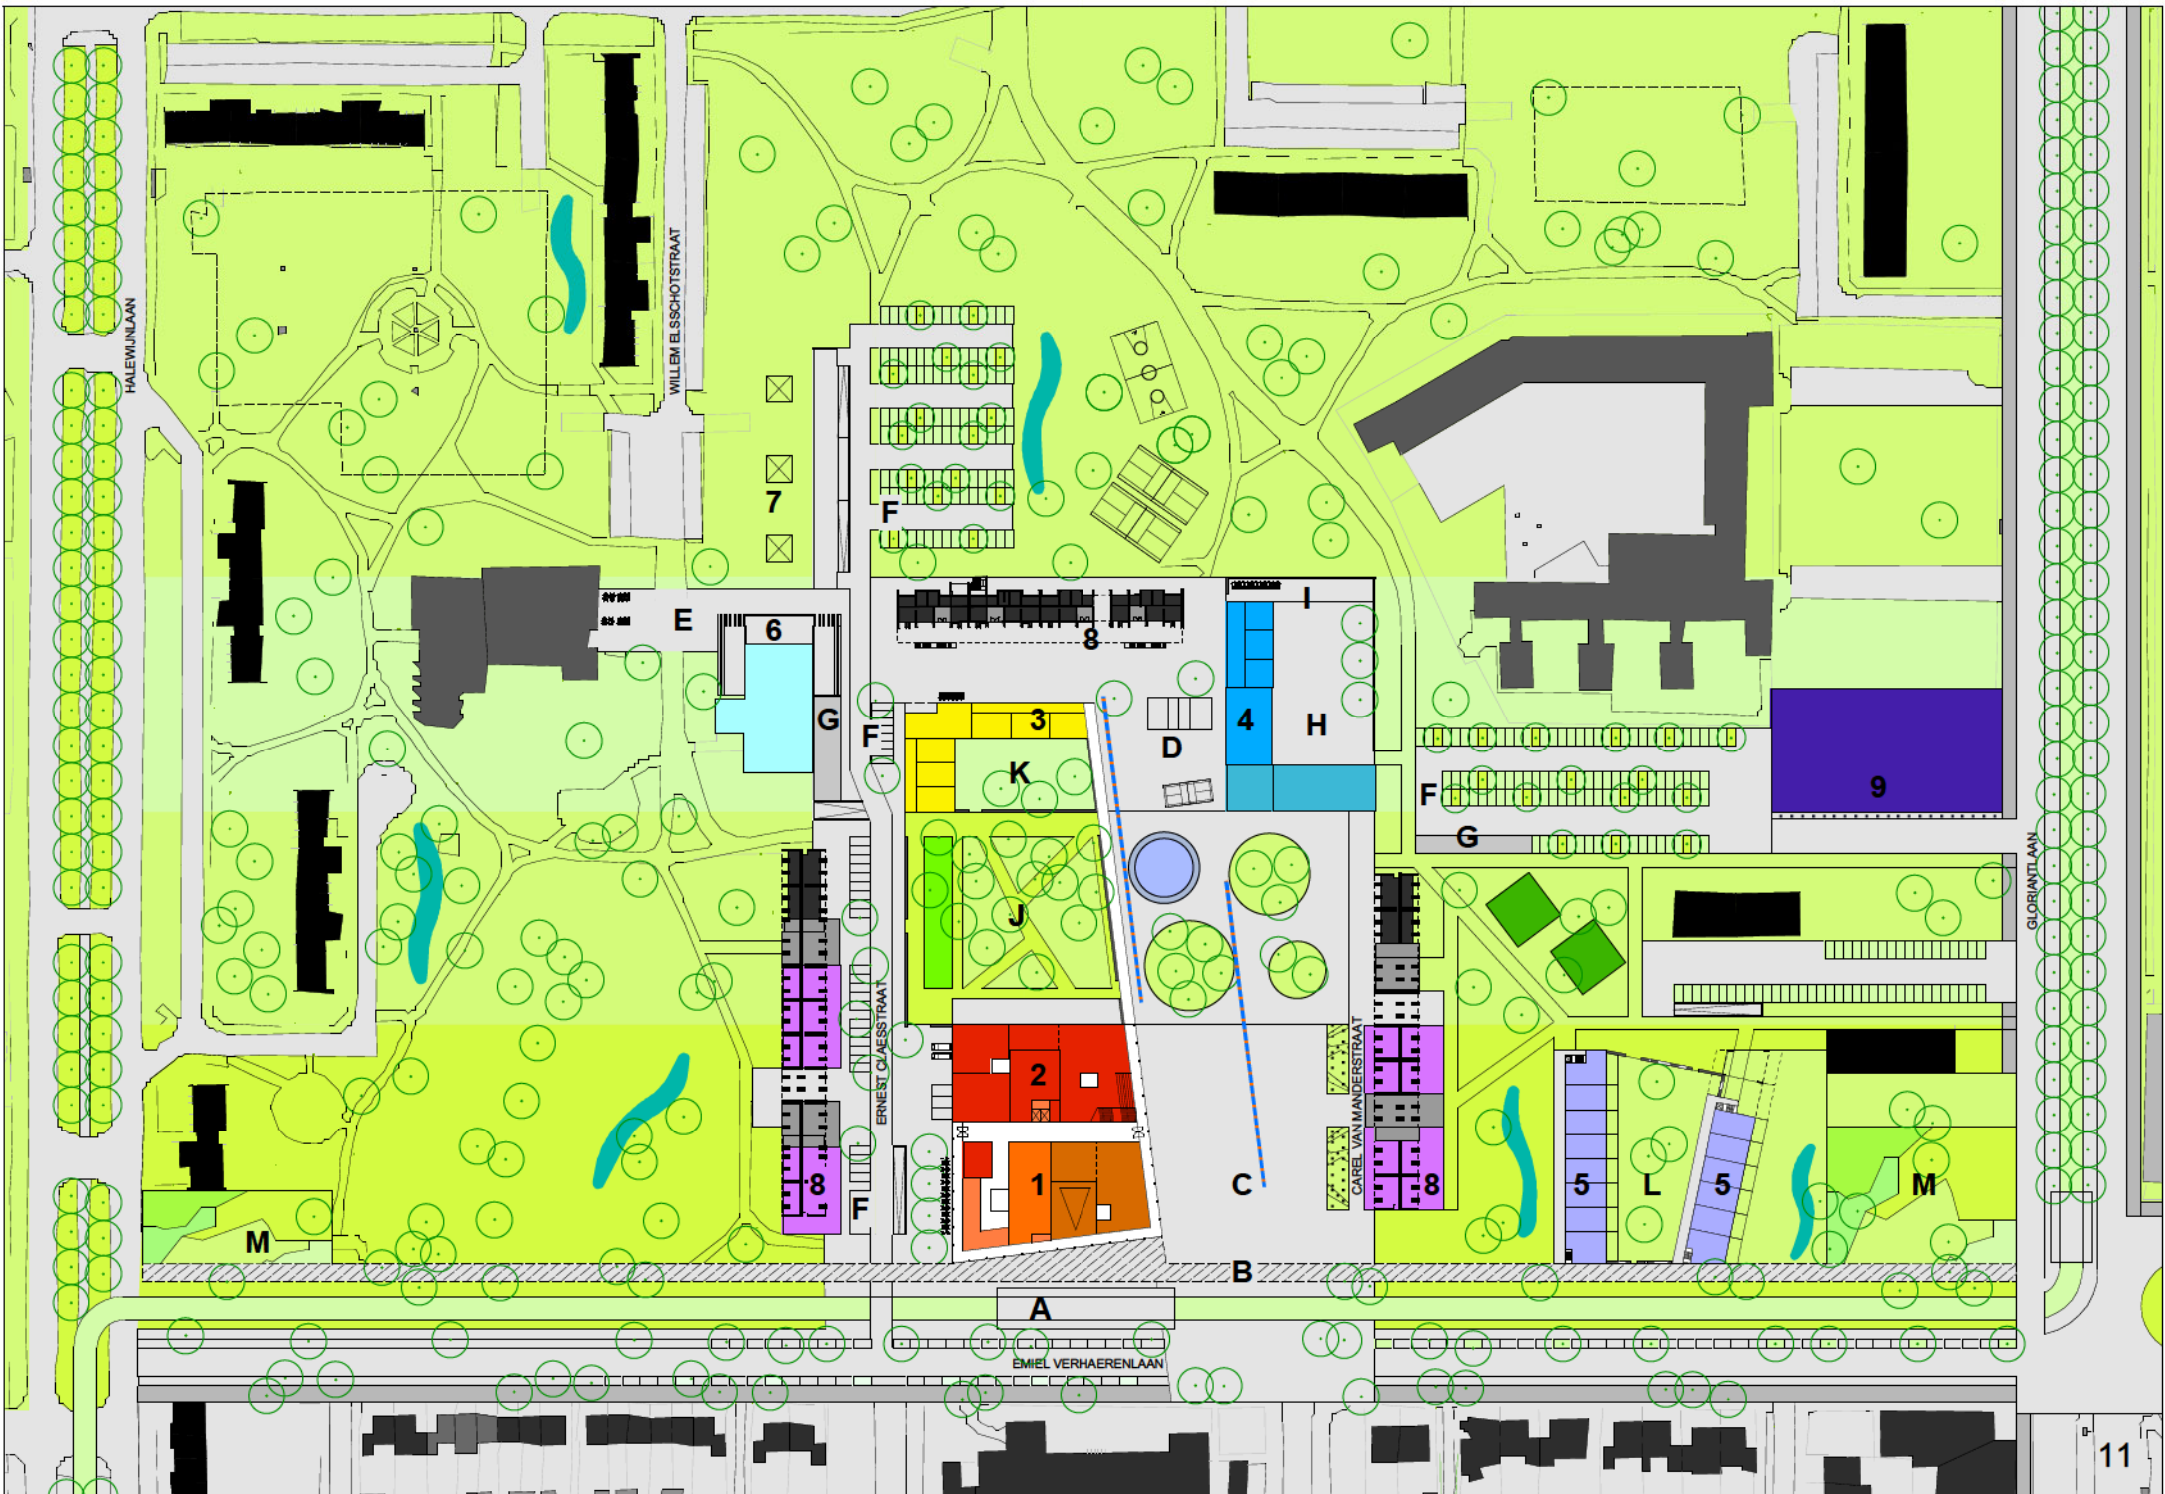 HALEWIJNLAAN
WILLEM ELSSCHOTSTRAAT
7
F
E
6
8
I
G
F
3
D
4
H
K
F
9
G
J
GLORIANTLAAN
ERNEST CLAESSTRAAT
2
CAREL VAN MANDERSTRAAT
8
1
C
8
5
L
5
M
F
M
B
A
EMIEL VERHAERENLAAN
11